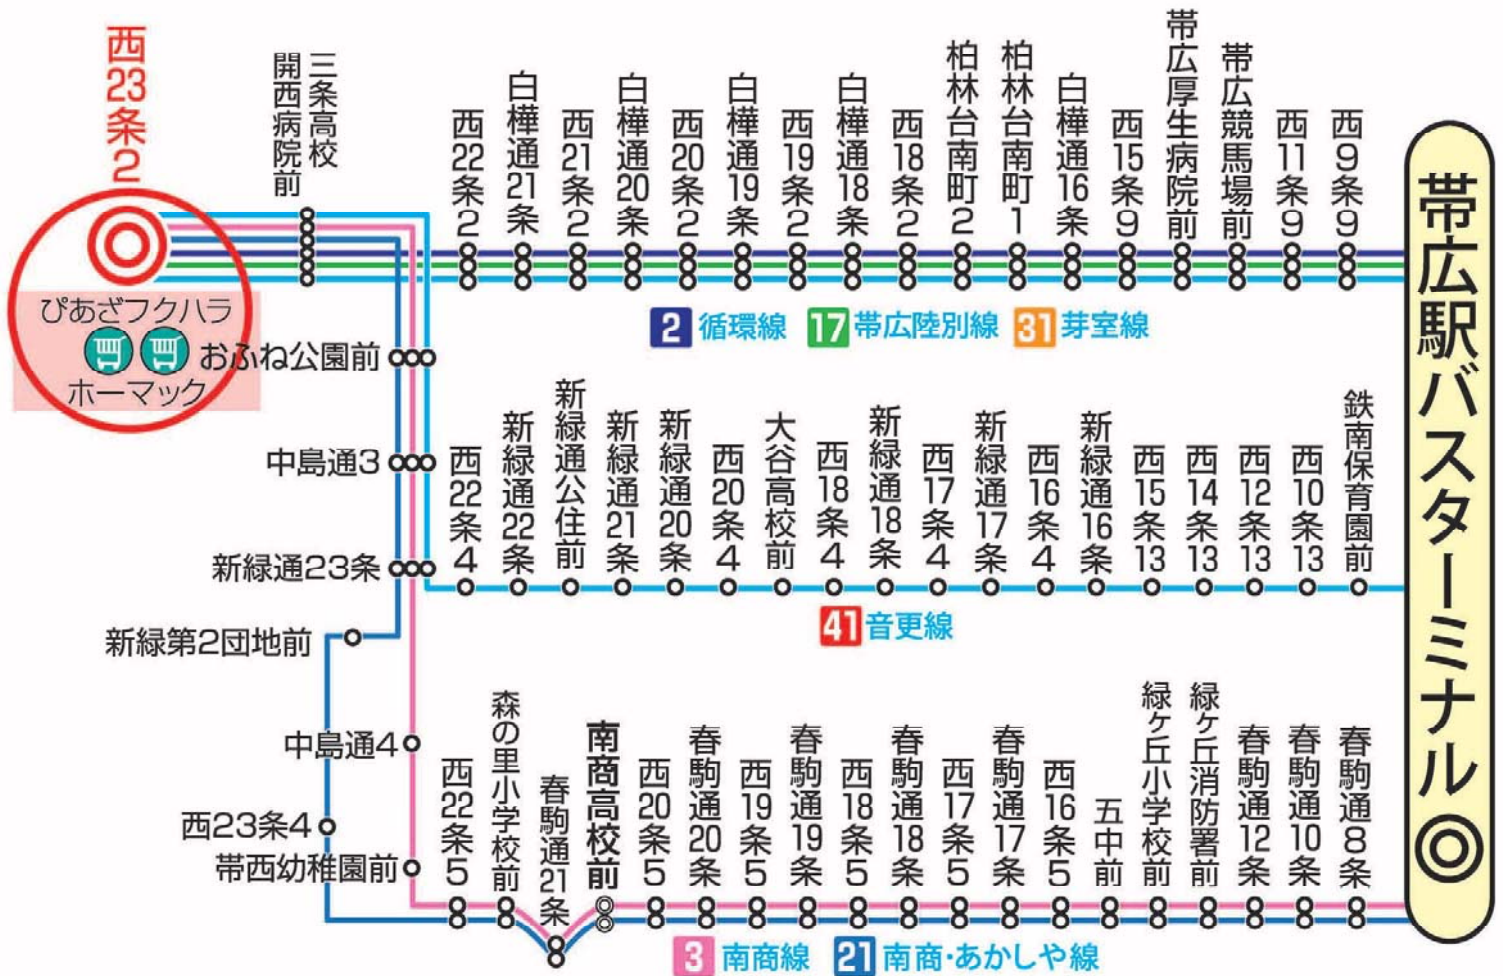 西23条2
ぴあざフクハラ
ホーマック
三条高校
開西病院前
西22条2
白樺通21条
西21条2
白樺通20条
西20条2
白樺通19条
西19条2
白樺通18条
西18条2
柏林台南町2
柏林台南町1
白樺通16条
西15条9
帯広厚生病院前
帯広競馬場前
西11条9
西9条9
2 循環線 17 帯広陸別線 31 芽室線
おふね公園前
中島通3
新緑通23条
西22条4
新緑通22条
新緑通公住前
新緑通21条
新緑通20条
西20条4
大谷高校前
西18条4
新緑通18条
西17条4
新緑通17条
西16条4
新緑通16条
西15条13
西14条13
西12条13
西10条13
鉄南保育園前
41 音更線
新緑第2団地前
中島通4
西23条4
帯西幼稚園前
西22条5
森の里小学校前
春駒通21条
南商高校前
西20条5
春駒通20条
西19条5
春駒通19条
西18条5
春駒通18条
西17条5
春駒通17条
西16条5
五中前
緑ヶ丘小学校前
緑ヶ丘消防署前
春駒通12条
春駒通10条
春駒通8条
3 南商線 21 南商・あかしや線
帯広駅バスターミナル